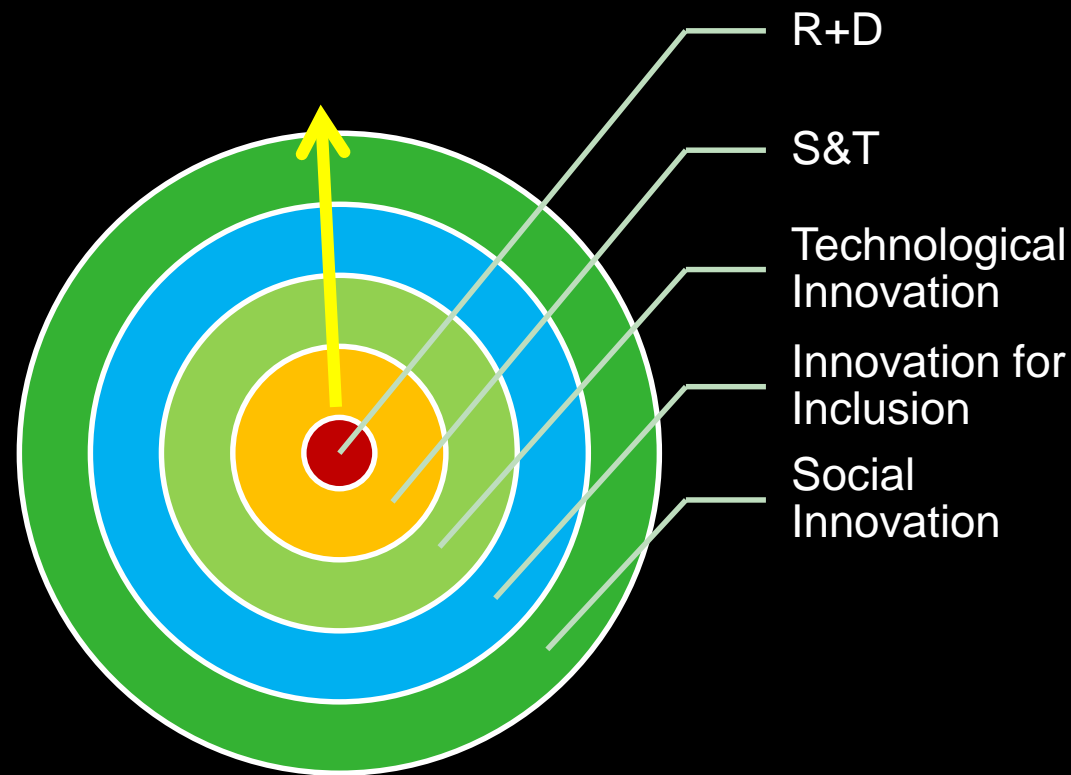 R+D
S&T
Technological
Innovation
Innovation for
Inclusion
Social
Innovation